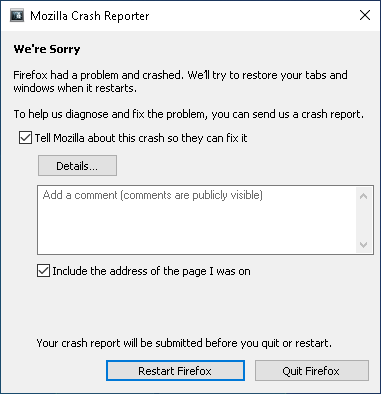 Mozilla Crash Reporter
We're Sorry
Firefox had a problem and crashed. We'll try to restore your tabs and
windows when it restarts.
To help us diagnose and fix the problem, you can send us a crash report.
Tell Mozilla about this crash so they can fix it
Details...
Add a comment (comments are publicly visible)
Include the address of the page I was on
Your crash report will be submitted before you quit or restart.
Restart Firefox
Quit Firefox